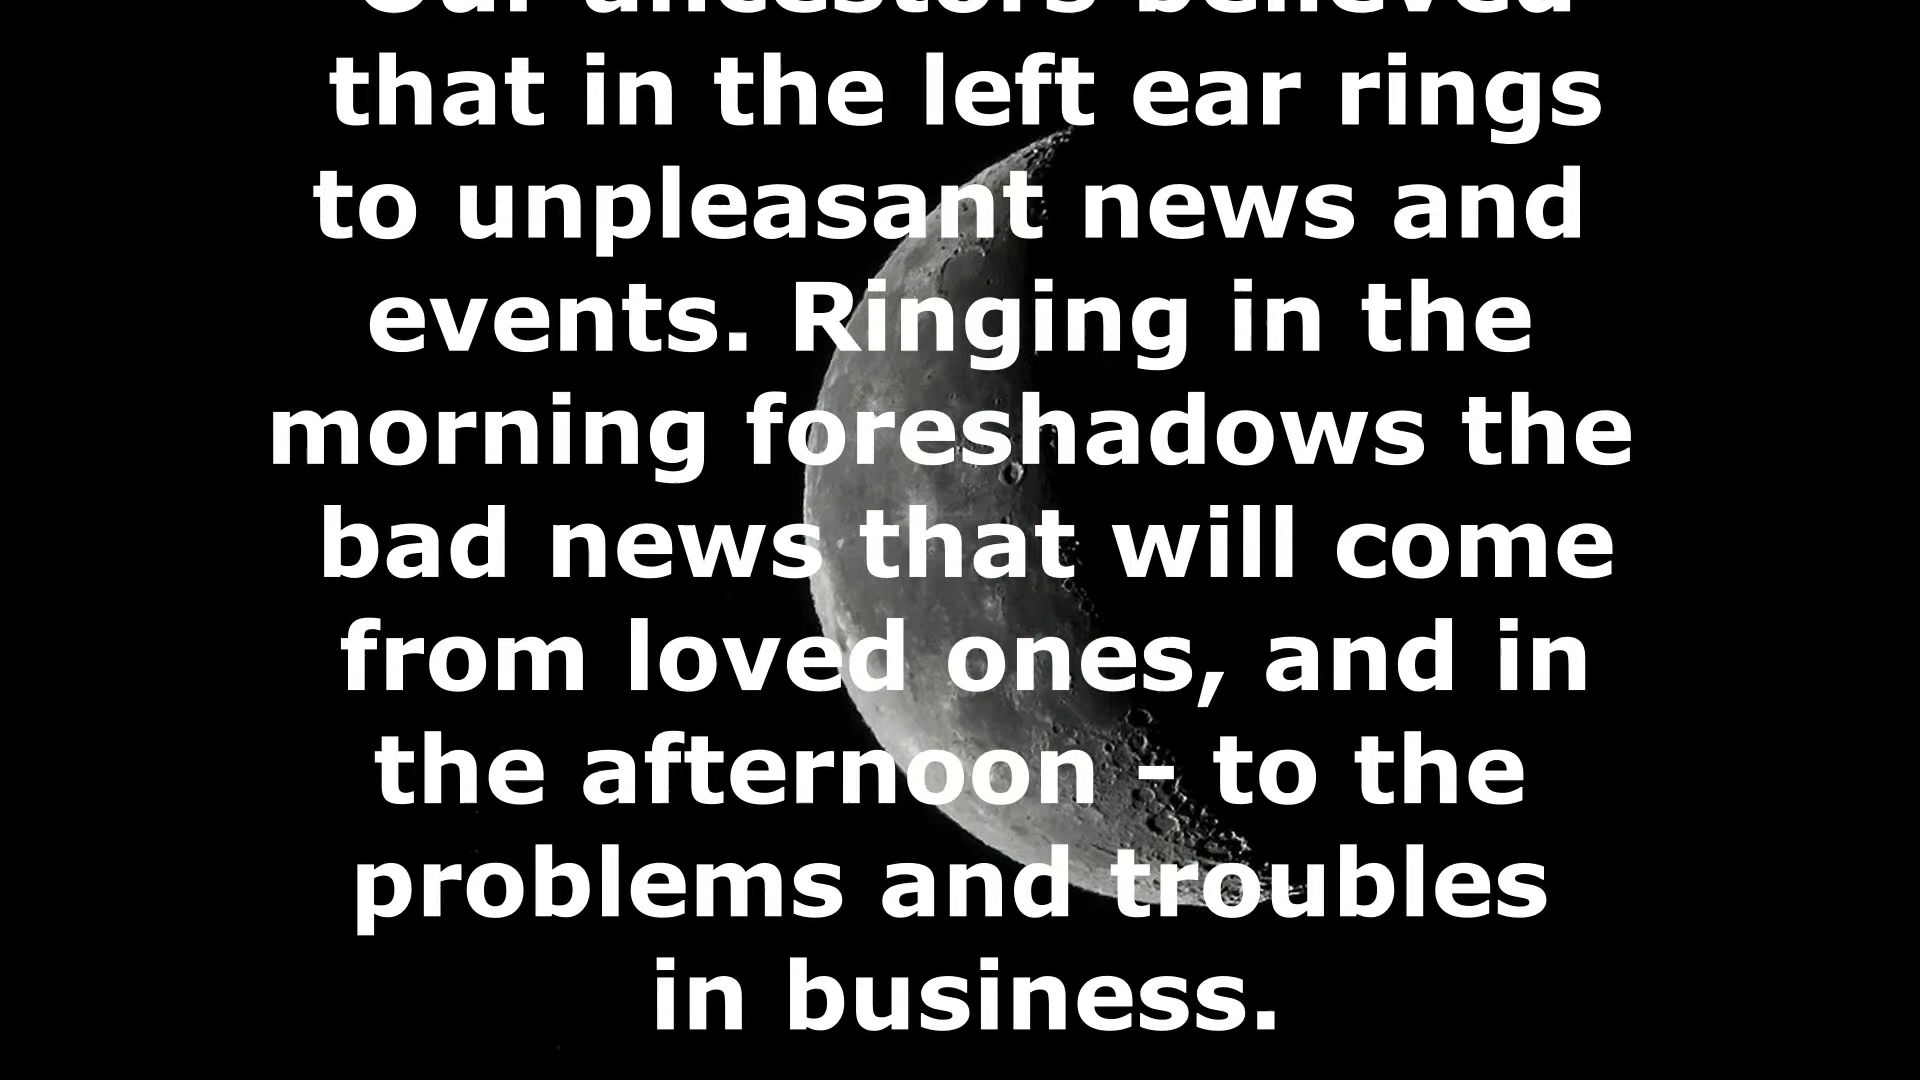 Our ancestors believed
that in the left ear rings
to unpleasant news and
events. Ringing in the
morning foreshadows the
bad news that will come
from loved ones, and in
the afternoon - to the
problems and troubles
in business.